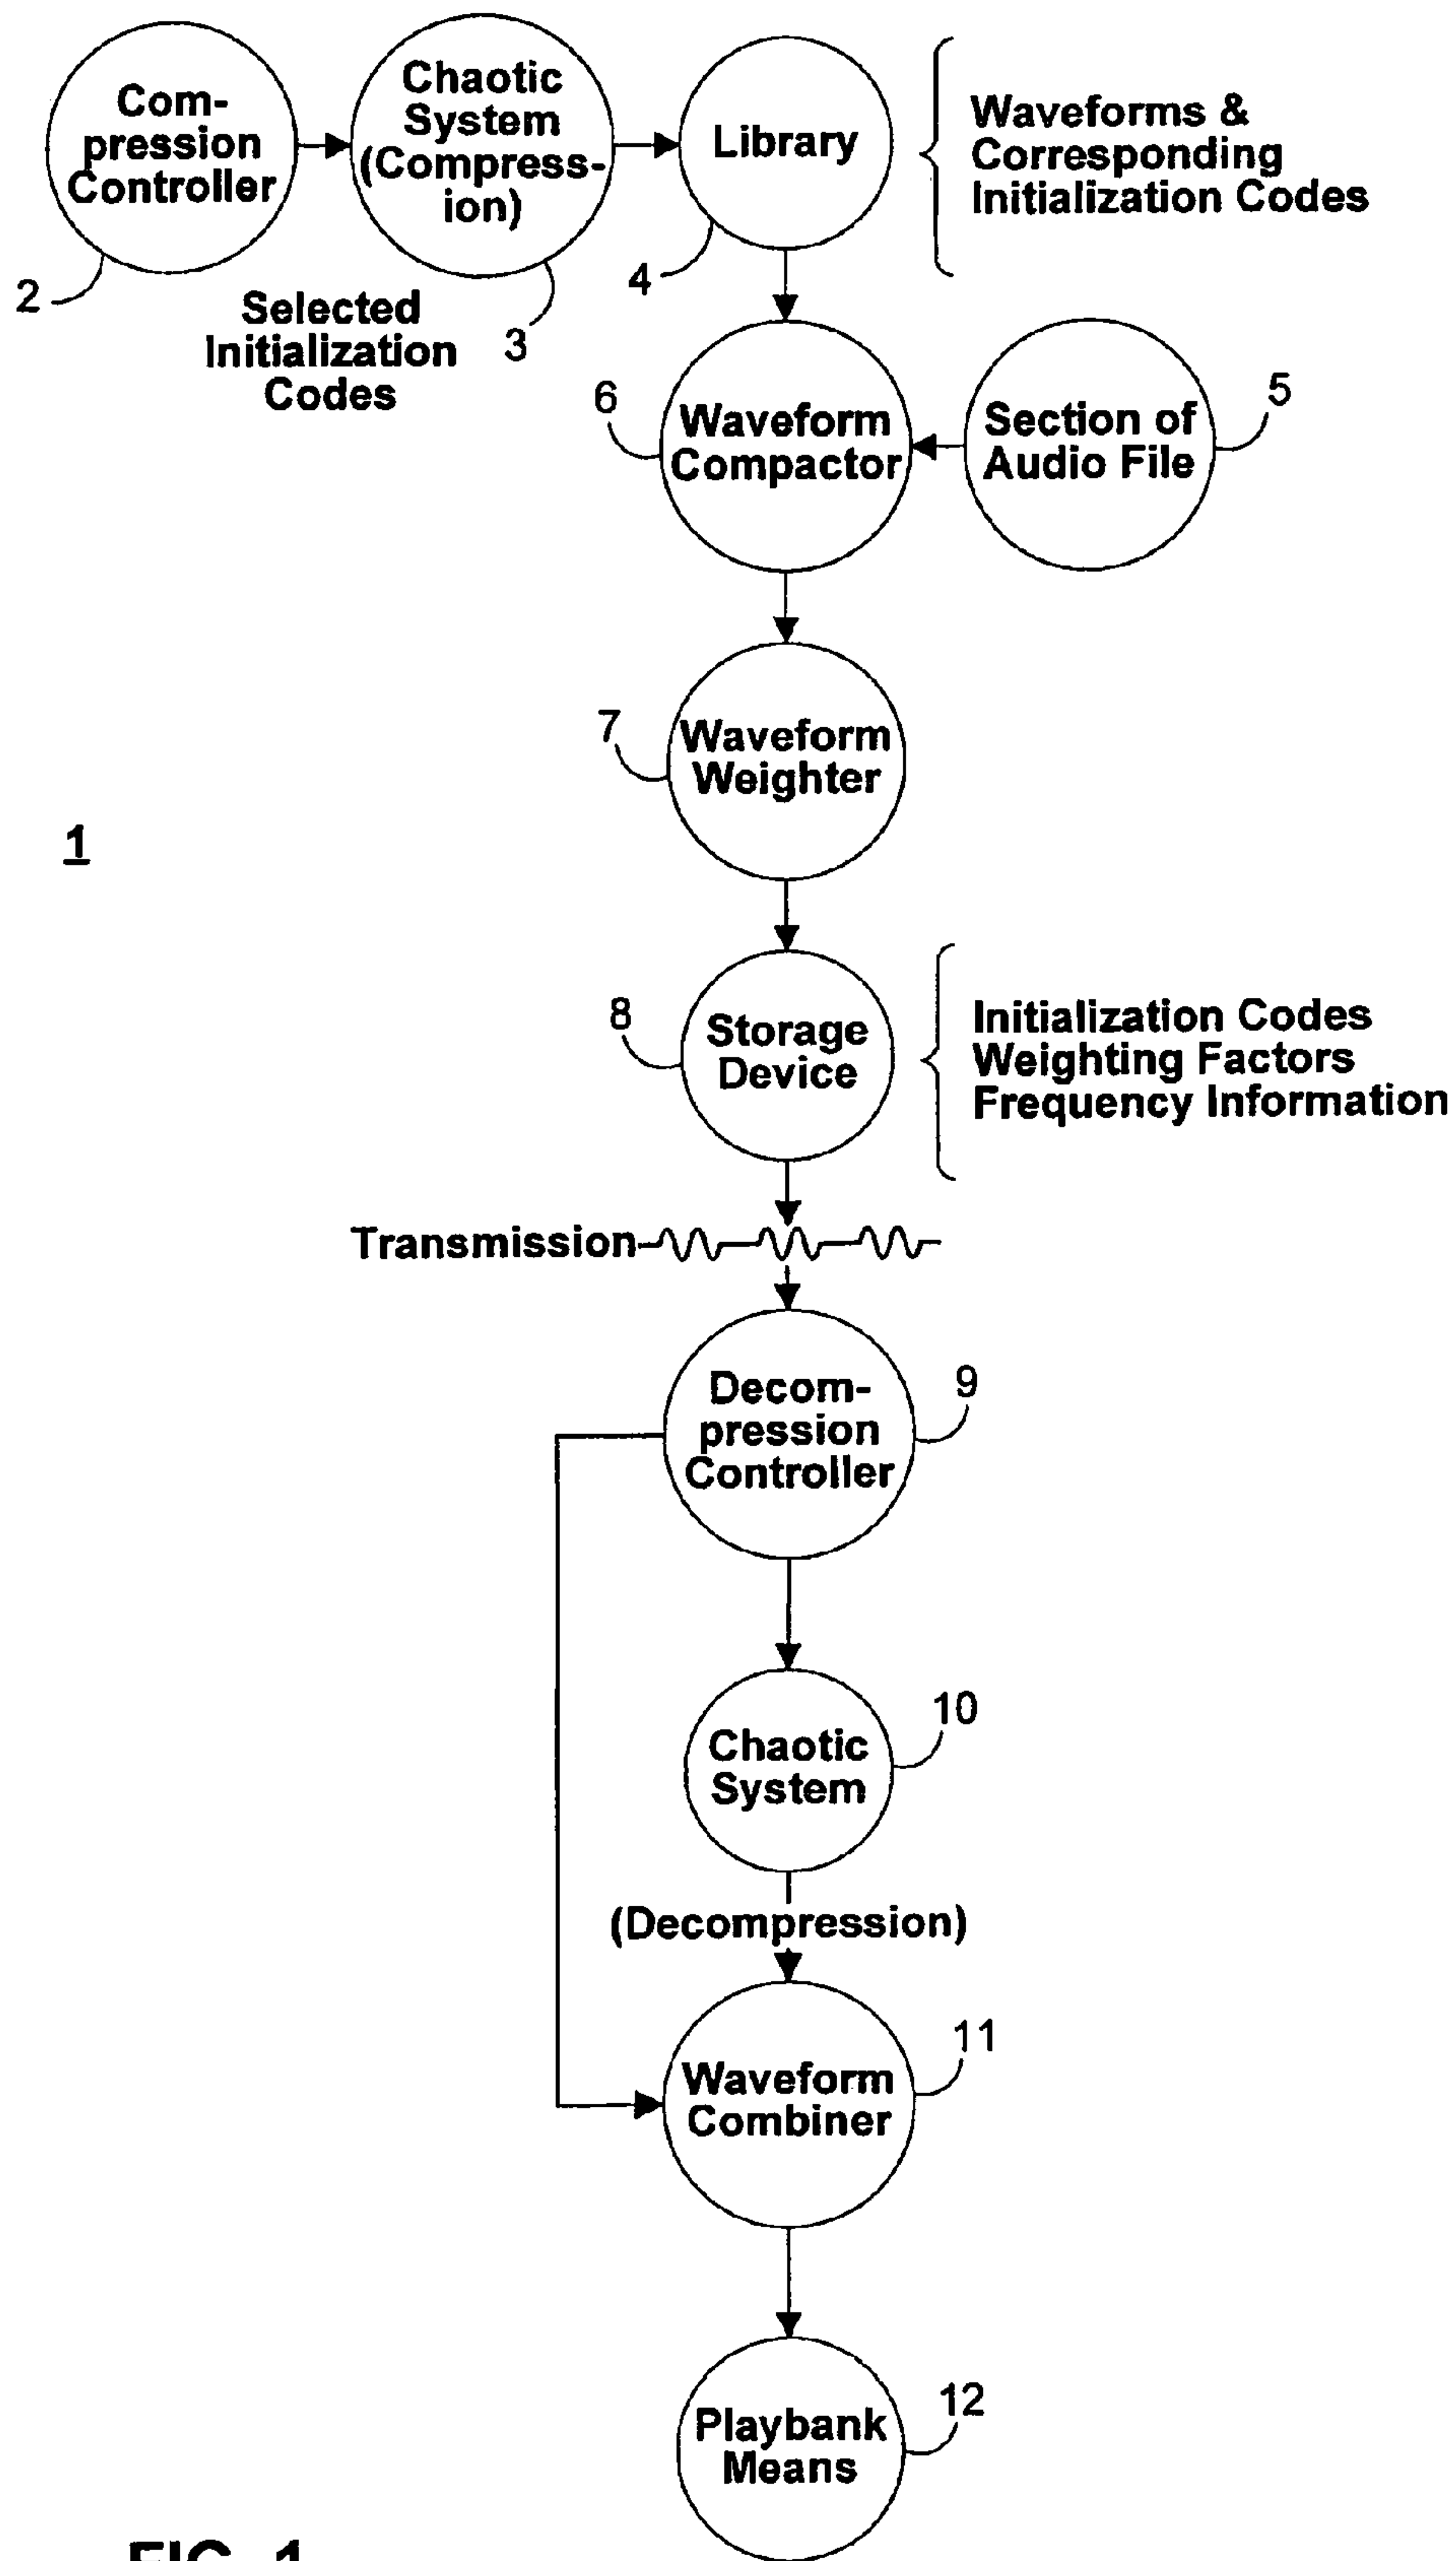 Com-
pression
Controller
Chaotic
System
(Compress-
ion)
Library
Waveforms &
Corresponding
Initialization Codes
2
Selected
Initialization
Codes
3
4
6
Waveform
Compactor
Section of
Audio File
5
7
Waveform
Weighter
1
8
Storage
Device
Initialization Codes
Weighting Factors
Frequency Information
Transmission
Decom-
pression
Controller
9
Chaotic
System
10
(Decompression)
Waveform
Combiner
11
Playbank
Means
12
FIG. 1